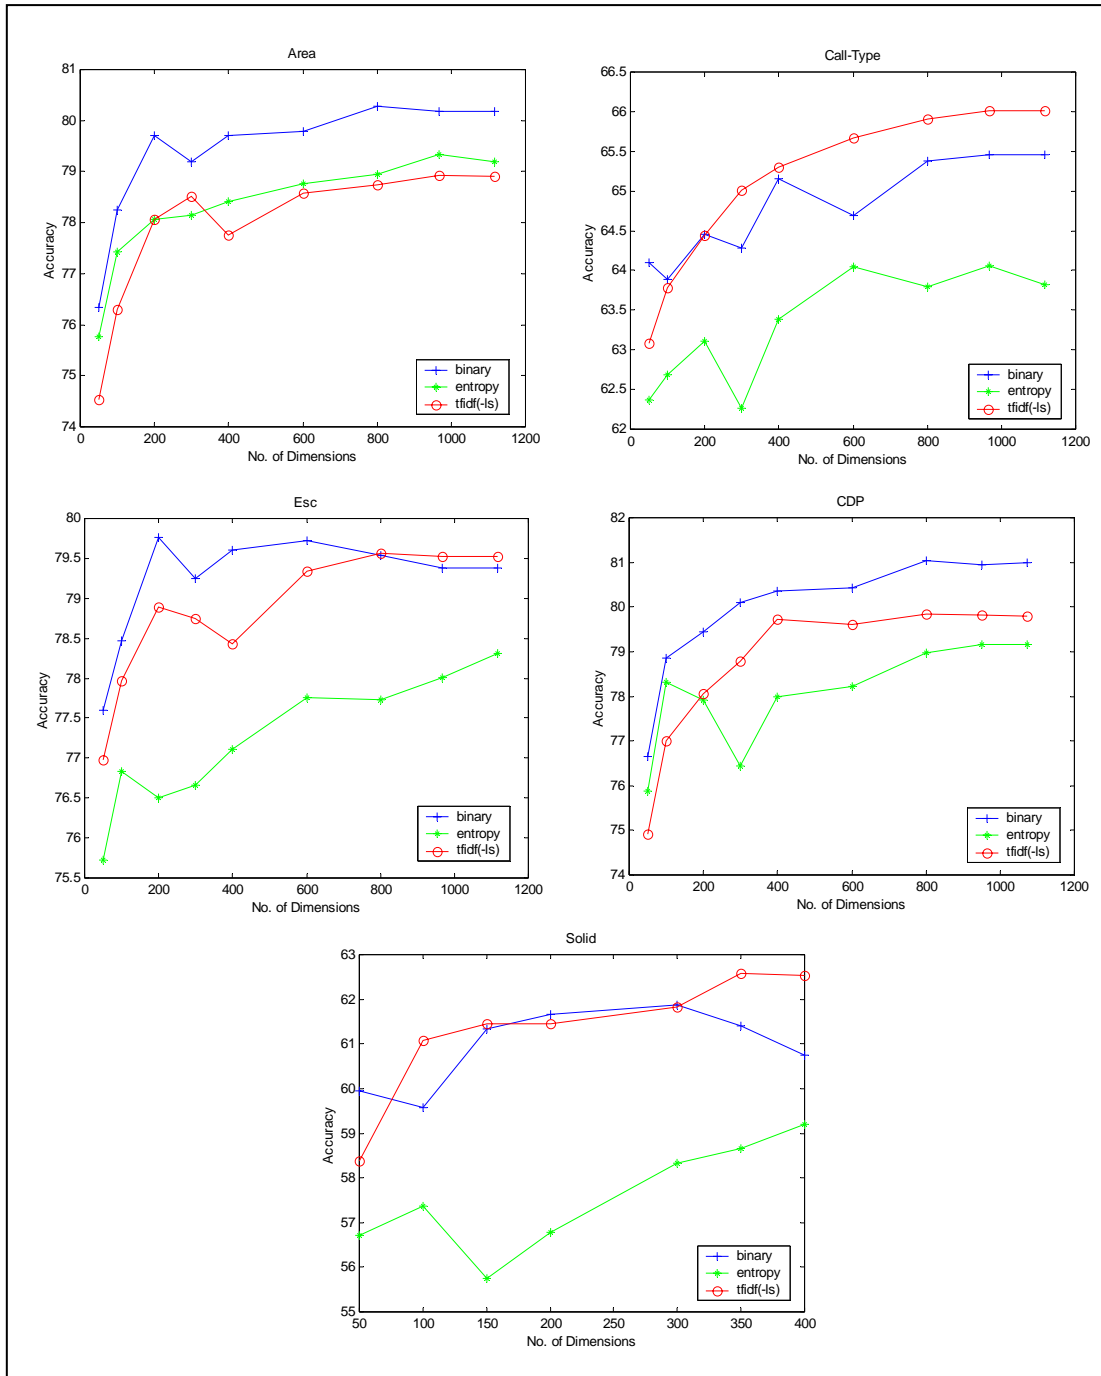 Area
81
80
79
78
77
76
75
74
Accuracy
0 200 400 600 800 1000 1200
No. of Dimensions
binary
entropy
tfidf(-ls)
Call-Type
66.5
66
65.5
65
64.5
64
63.5
63
62.5
62
Accuracy
0 200 400 600 800 1000 1200
No. of Dimensions
binary
entropy
tfidf(-ls)
Esc
80
79.5
79
78.5
78
77.5
77
76.5
76
75.5
Accuracy
0 200 400 600 800 1000 1200
No. of Dimensions
binary
entropy
tfidf(-ls)
CDP
82
81
80
79
78
77
76
75
74
Accuracy
0 200 400 600 800 1000 1200
No. of Dimensions
binary
entropy
tfidf(-ls)
Solid
63
62
61
60
59
58
57
56
55
Accuracy
50 100 150 200 250 300 350 400
No. of Dimensions
binary
entropy
tfidf(-ls)